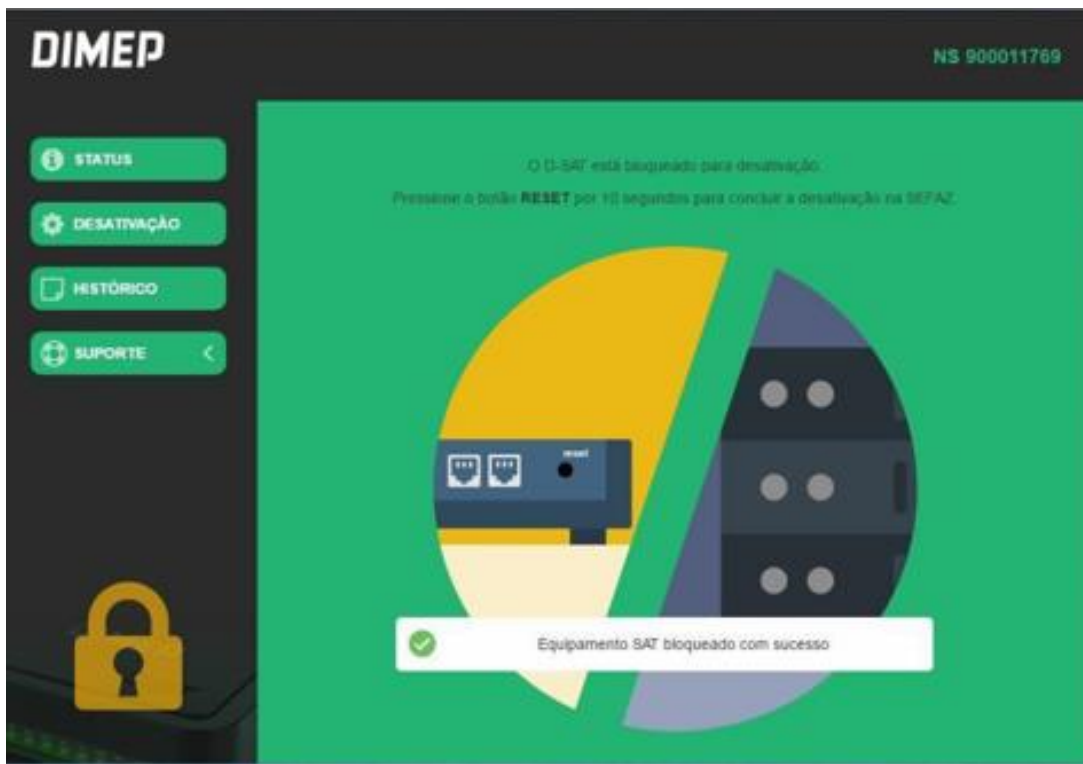 DIMEP
NS 900011769
STATUS
DESATIVAÇÃO
HISTÓRICO
SUPORTE
O D-SAT está bloqueado para desativação.
Pressione o botão RESET por 10 segundos para concluir a desativação na SEFAZ.
reset
Equipamento SAT bloqueado com sucesso